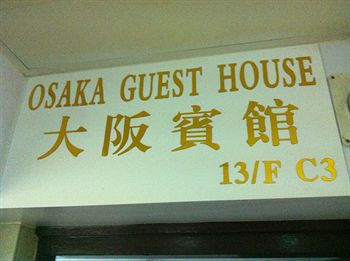 OSAKA GUEST HOUSE
大阪賓館
13/F C3